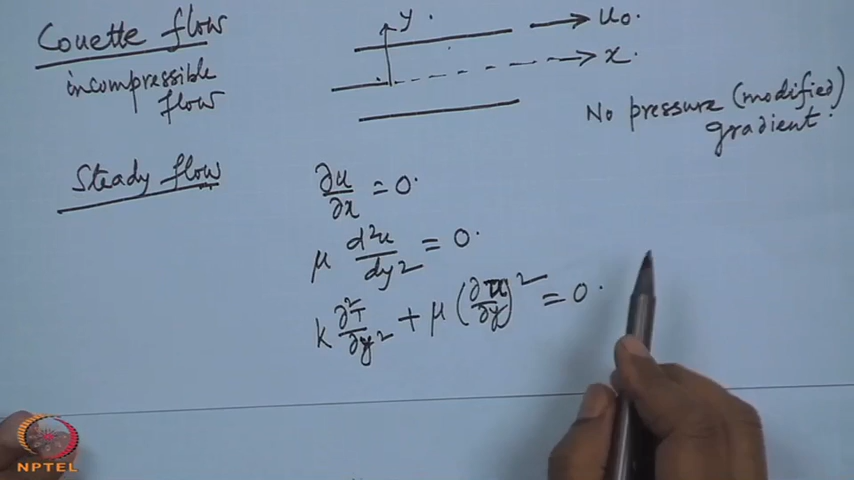 Couette flow
incompressible
flow
y.
u₀.
x.
No pressure (modified)
gradient.
Steady flow
∂u/∂x = 0.
μ d²u/dy² = 0.
k ∂²T/∂y² + μ (∂u/∂y)² = 0.
NPTEL